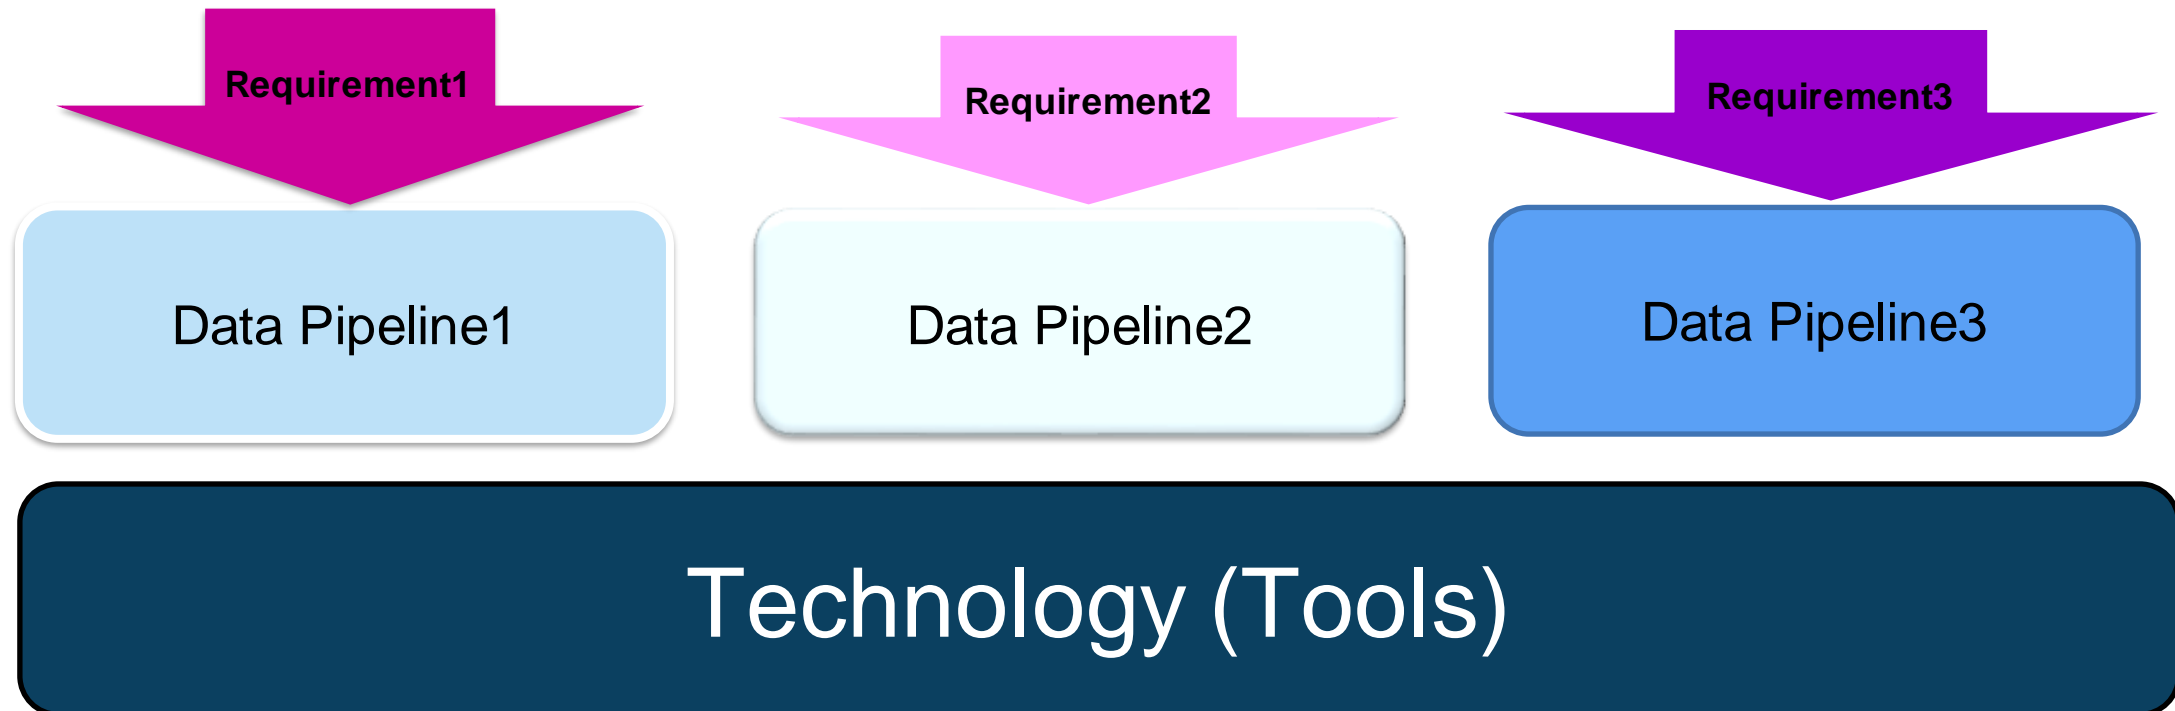 Requirement1
Requirement2
Requirement3
Data Pipeline1
Data Pipeline2
Data Pipeline3
Technology (Tools)